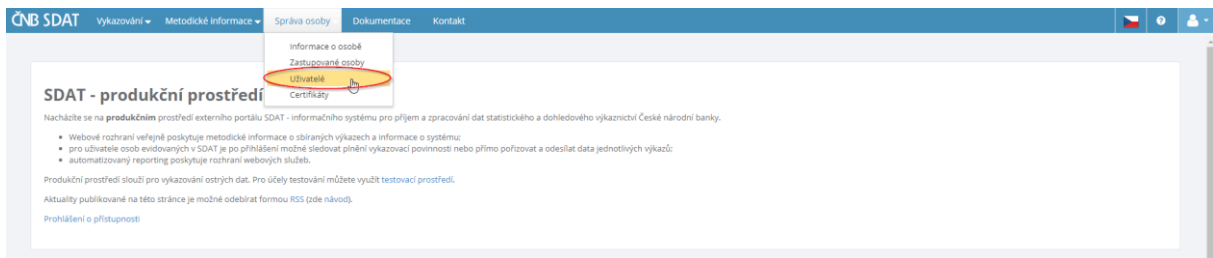 ČNB SDAT Vykazování Metodické informace Správa osoby Dokumentace Kontakt
Informace o osobě
Zastupované osoby
Uživatelé
Certifikáty
SDAT - produkční prostředí
Nacházíte se na produkčním prostředí externího portálu SDAT - informačního systému pro příjem a zpracování dat statistického a dohledového výkaznictví České národní banky.
• Webové rozhraní veřejně poskytuje metodické informace o sbíraných výkazech a informace o systému;
• pro uživatele osob evidovaných v SDAT je po přihlášení možné sledovat plnění vykazovací povinnosti nebo přímo pořizovat a odesílat data jednotlivých výkazů;
• automatizovaný reporting poskytuje rozhraní webových služeb.
Produkční prostředí slouží pro vykazování ostrých dat. Pro účely testování můžete využít testovací prostředí.
Aktuality publikované na této stránce je možné odebírat formou RSS (zde návod).
Prohlášení o přístupnosti